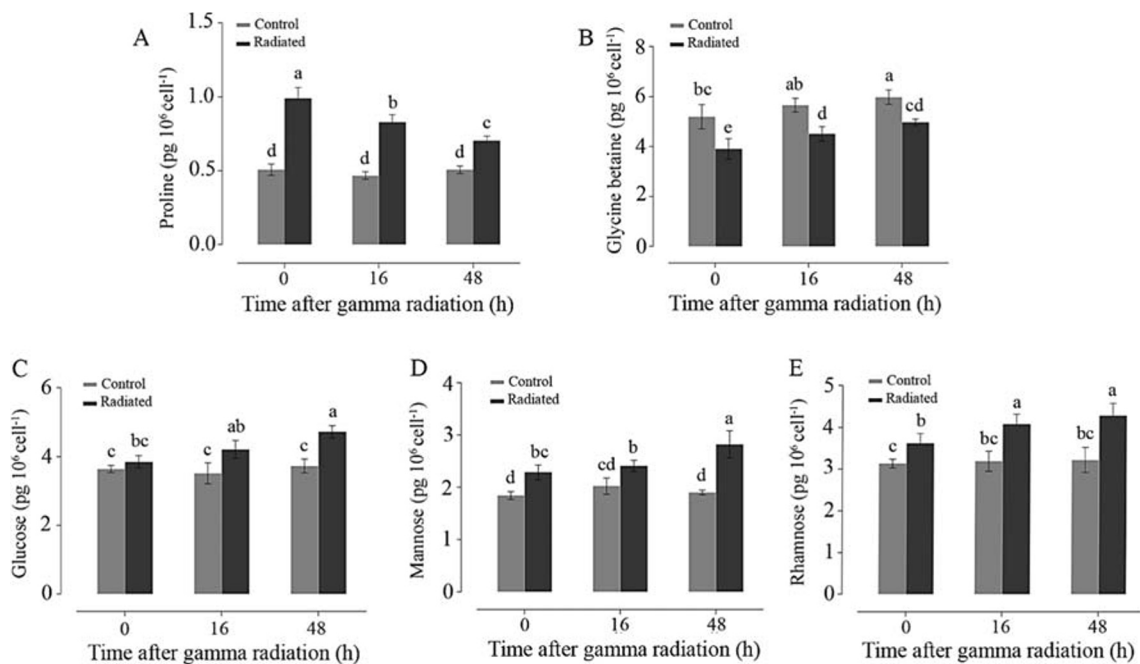 A
Control
Radiated
Proline (pg 10⁶ cell⁻¹)
1.5
1.0
0.5
0.0
d a d b d c
0 16 48
Time after gamma radiation (h)
B
Control
Radiated
Glycine betaine (pg 10⁶ cell⁻¹)
8
6
4
2
0
bc e ab d a cd
0 16 48
Time after gamma radiation (h)
C
Control
Radiated
Glucose (pg 10⁶ cell⁻¹)
6
4
2
0
c bc c ab c a
0 16 48
Time after gamma radiation (h)
D
Control
Radiated
Mannose (pg 10⁶ cell⁻¹)
4
3
2
1
0
d bc cd b d a
0 16 48
Time after gamma radiation (h)
E
Control
Radiated
Rhamnose (pg 10⁶ cell⁻¹)
5
4
3
2
1
0
c b bc a bc a
0 16 48
Time after gamma radiation (h)